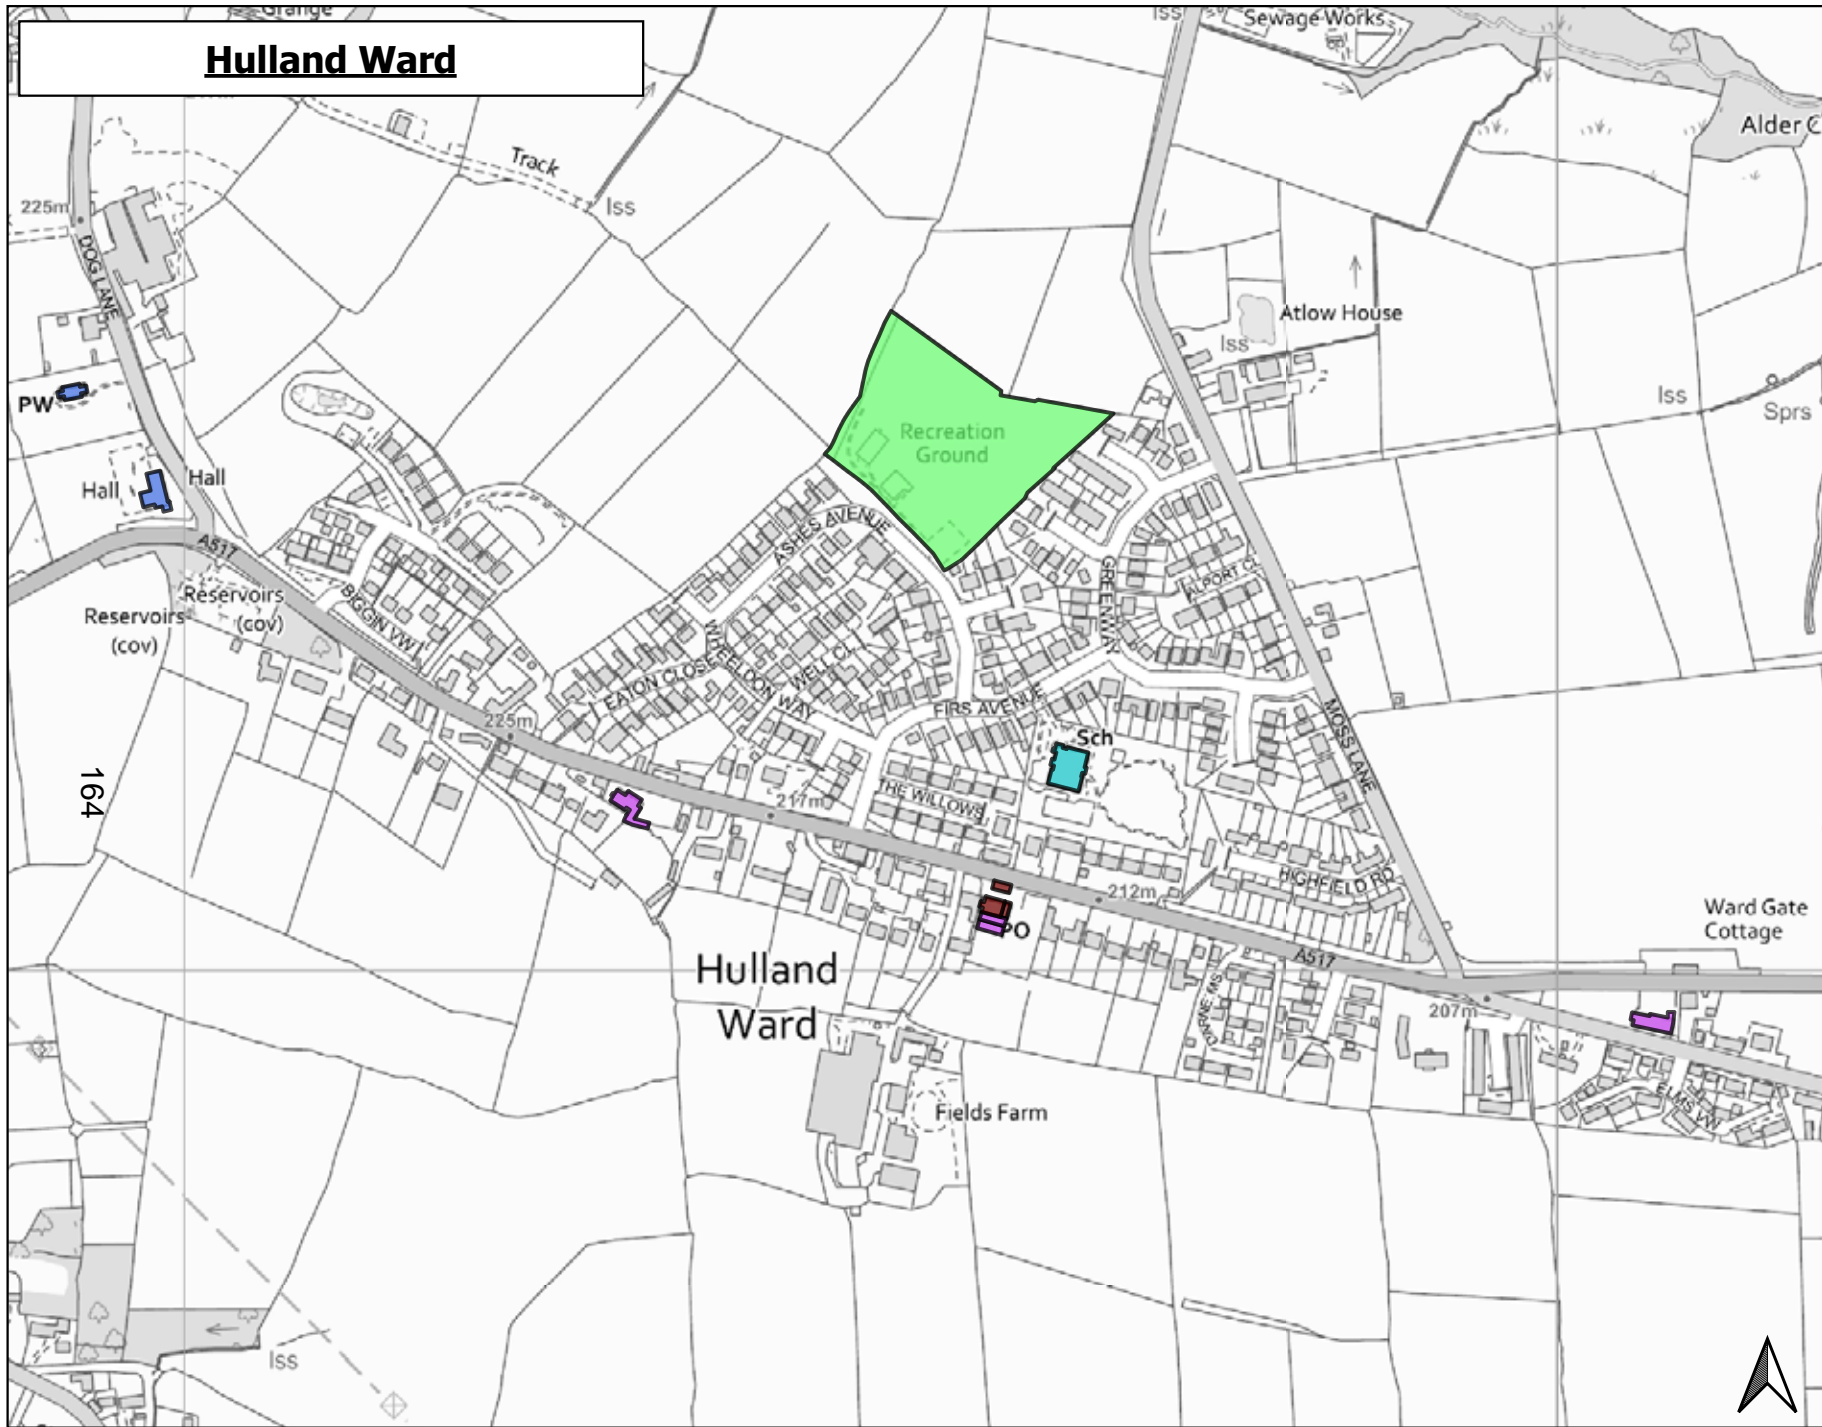 Grange
Hulland Ward
Iss
Sewage Works
Alder C
Track
Iss
225m
DOG LANE
Atlow House
Iss
Iss
Sprs
PW
Recreation
Ground
Hall
Hall
ASHES AVENUE
A517
GREENWAY
ALLPORT CL
Reservoirs
(cov)
Reservoirs
(cov)
BIGGIN VW
WHEELDON WAY
WELL CL
EATON CLOSE
FIRS AVENUE
225m
Sch
MOSS LANE
164
217m
THE WILLOWS
212m
HIGHFIELD RD
PO
Ward Gate
Cottage
A517
Hulland
Ward
207m
Fields Farm
ELMS VW
Iss